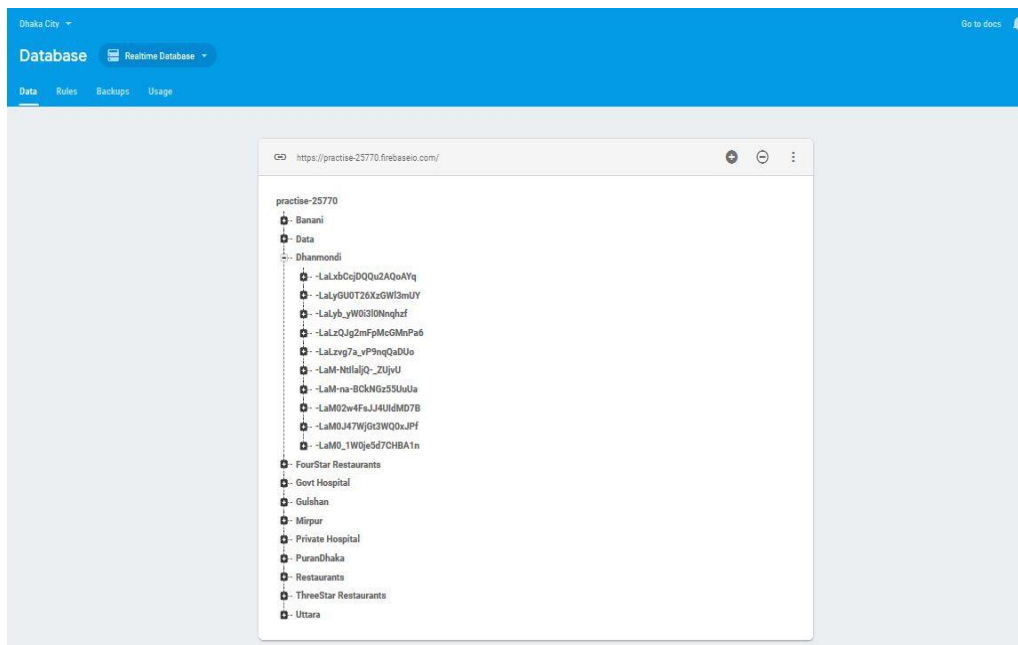 Dhaka City
Go to docs
Database Realtime Database
Data Rules Backups Usage
https://practise-25770.firebaseio.com/
practise-25770
Banani
Data
Dhanmondi
-LaLxbCcjDQQu2AQoAYq
-LaLyGU0T26XzGWl3mUY
-LaLyb_yW0i3l0Nnqhzf
-LaLzQJg2mFpMcGMnPa6
-LaLzvg7a_vP9nqQaDUo
-LaM-NtIlaljQ-_ZUjvU
-LaM-na-BCkNGz55UuUa
-LaM02w4FsJJ4UIdMD7B
-LaM0J47WjGt3WQ0xJPf
-LaM0_1W0je5d7CHBA1n
FourStar Restaurants
Govt Hospital
Gulshan
Mirpur
Private Hospital
PuranDhaka
Restaurants
ThreeStar Restaurants
Uttara